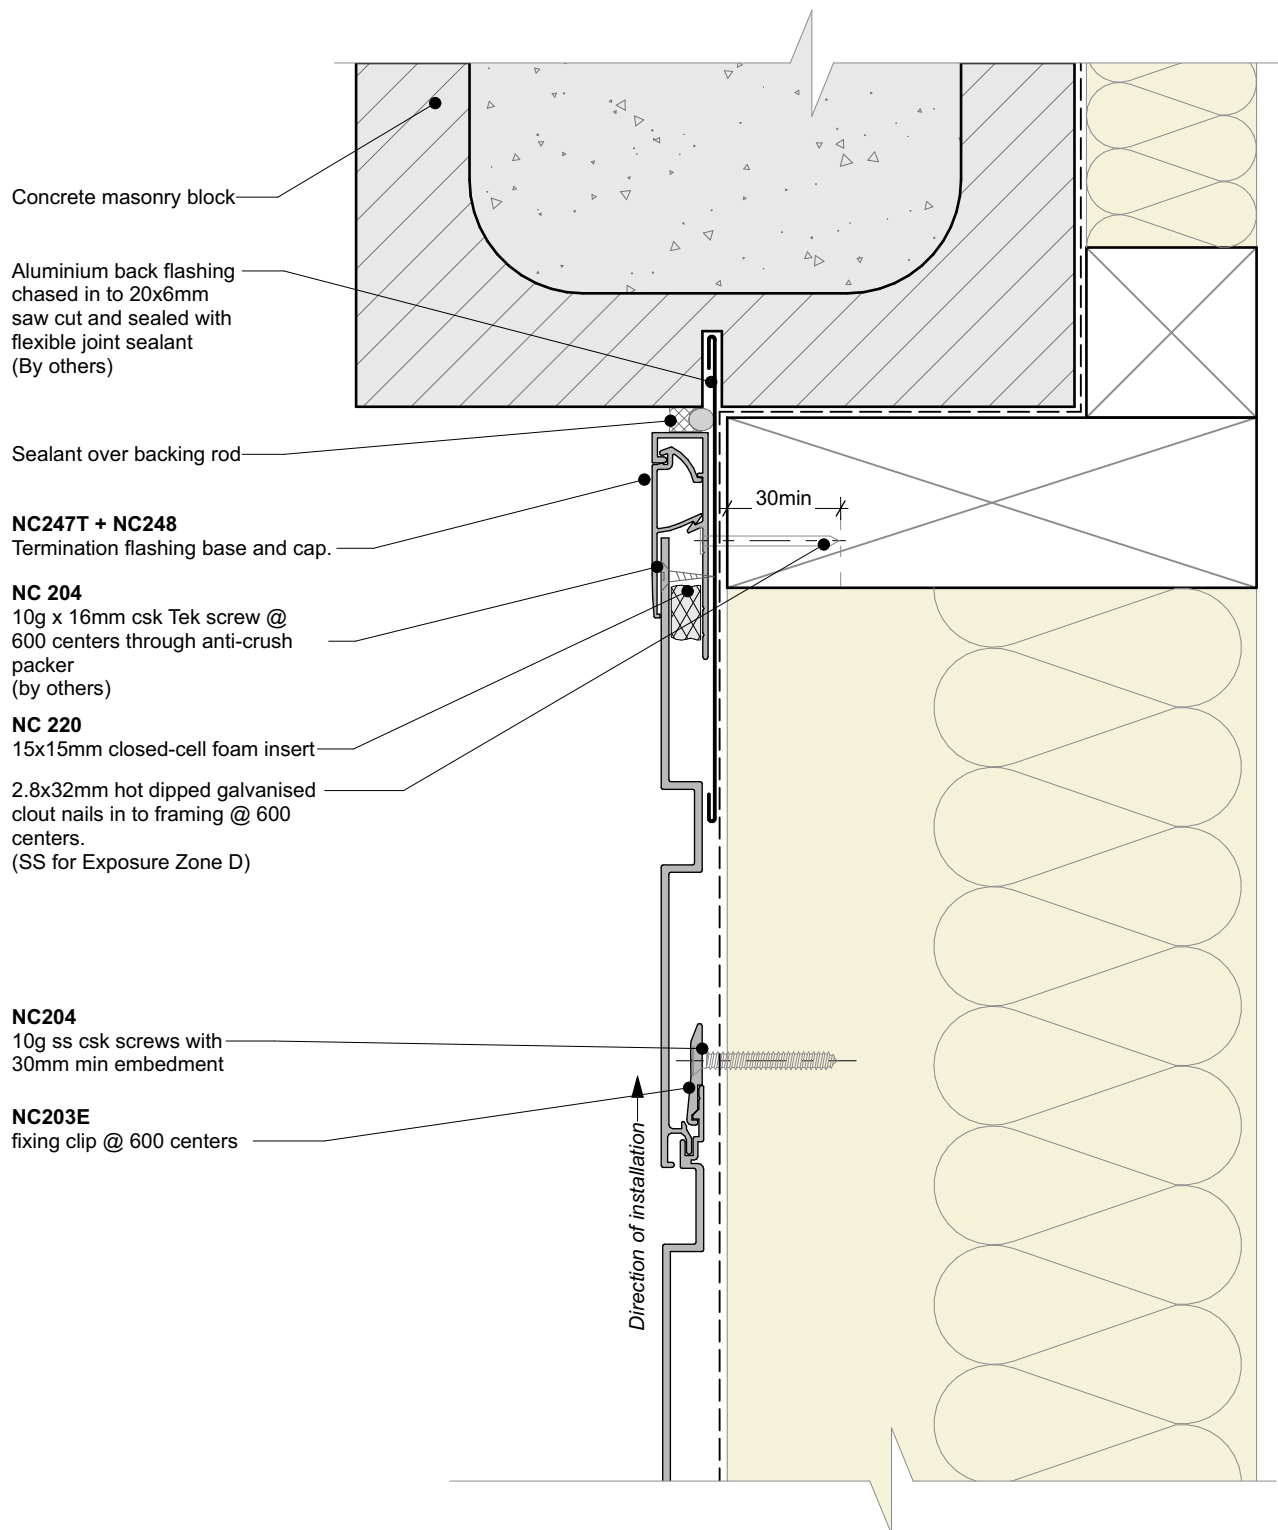 Concrete masonry block
Aluminium back flashing
chased in to 20x6mm
saw cut and sealed with
flexible joint sealant
(By others)
Sealant over backing rod
30min
NC247T + NC248
Termination flashing base and cap.
NC 204
10g x 16mm csk Tek screw @
600 centers through anti-crush
packer
(by others)
NC 220
15x15mm closed-cell foam insert
2.8x32mm hot dipped galvanised
clout nails in to framing @ 600
centers.
(SS for Exposure Zone D)
NC204
10g ss csk screws with
30mm min embedment
NC203E
fixing clip @ 600 centers
Direction of installation